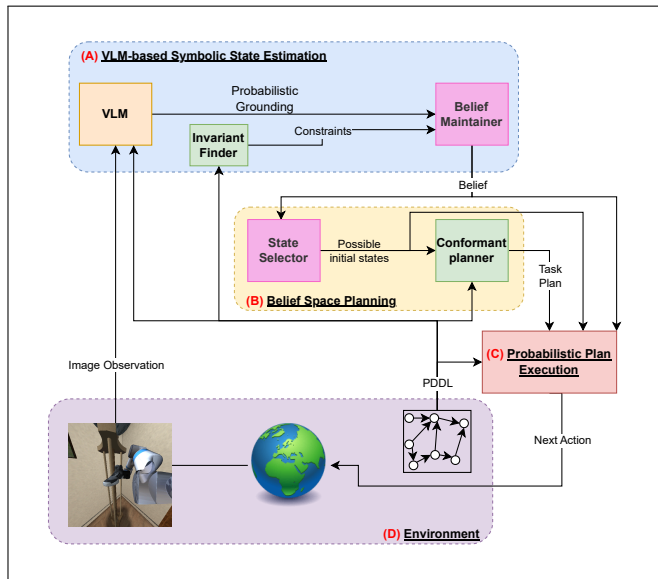 (A) VLM-based Symbolic State Estimation
VLM
Probabilistic
Grounding
Belief
Maintainer
Invariant
Finder
Constraints
Belief
State
Selector
Possible
initial states
Conformant
planner
Task
Plan
(B) Belief Space Planning
(C) Probabilistic Plan
Execution
Image Observation
PDDL
Next Action
(D) Environment